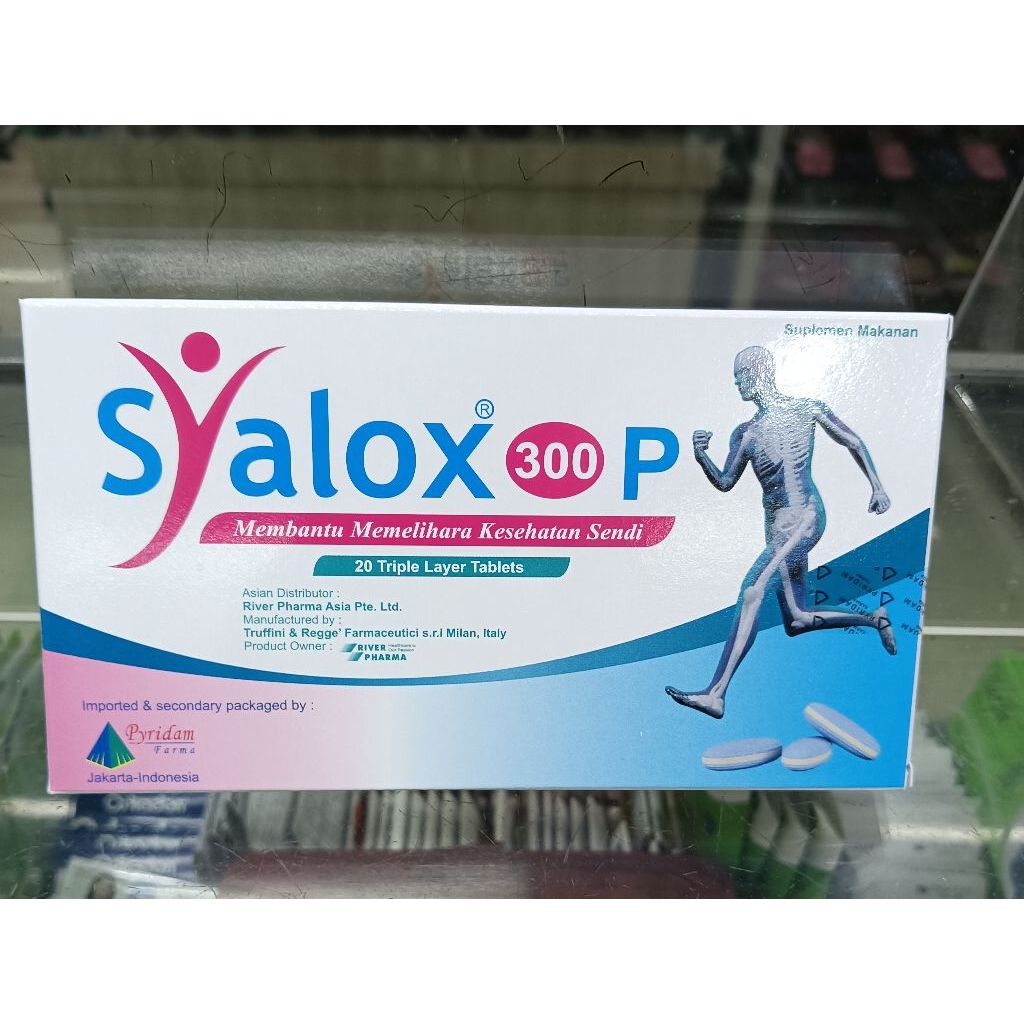 Suplemen Makanan
Syalox® 300 P
Membantu Memelihara Kesehatan Sendi
20 Triple Layer Tablets
Asian Distributor :
River Pharma Asia Pte. Ltd.
Manufactured by :
Truffini & Regge' Farmaceutici s.r.l Milan, Italy
Product Owner : RIVER PHARMA
Imported & secondary packaged by :
Pyridam
Farma
Jakarta-Indonesia